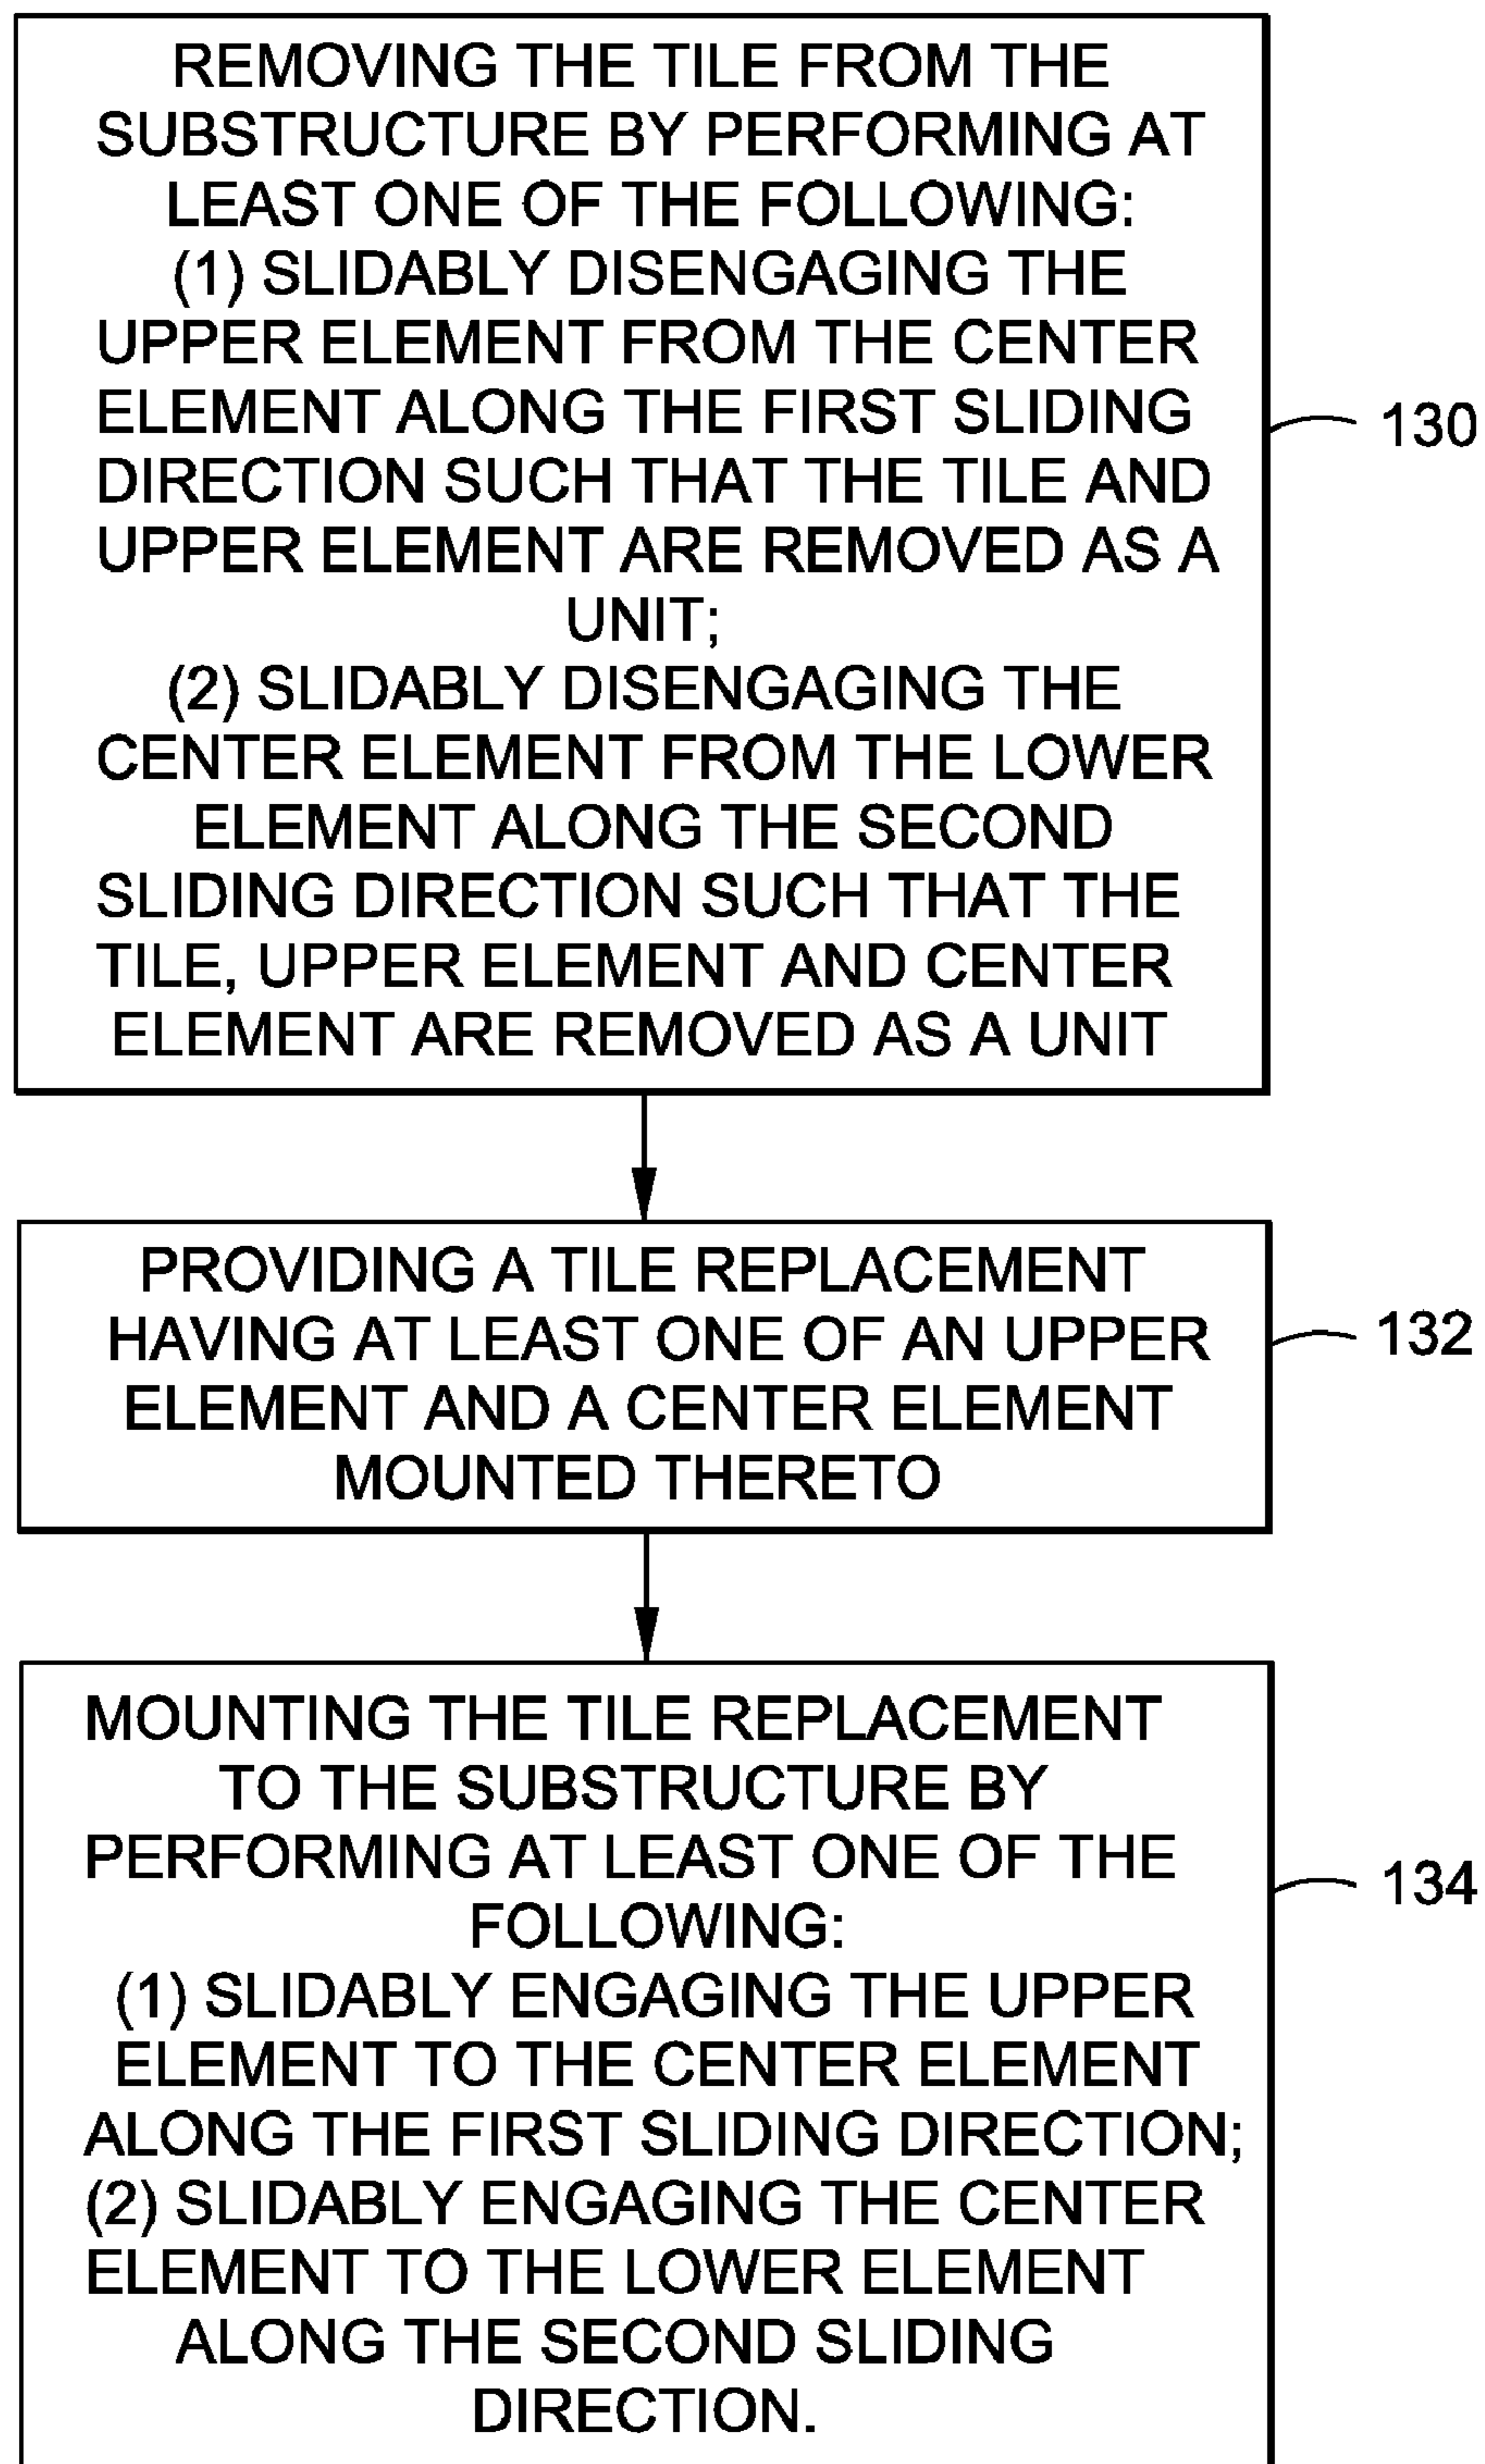 REMOVING THE TILE FROM THE
SUBSTRUCTURE BY PERFORMING AT
LEAST ONE OF THE FOLLOWING:
(1) SLIDABLY DISENGAGING THE
UPPER ELEMENT FROM THE CENTER
ELEMENT ALONG THE FIRST SLIDING
DIRECTION SUCH THAT THE TILE AND
UPPER ELEMENT ARE REMOVED AS A
UNIT;
(2) SLIDABLY DISENGAGING THE
CENTER ELEMENT FROM THE LOWER
ELEMENT ALONG THE SECOND
SLIDING DIRECTION SUCH THAT THE
TILE, UPPER ELEMENT AND CENTER
ELEMENT ARE REMOVED AS A UNIT
130
PROVIDING A TILE REPLACEMENT
HAVING AT LEAST ONE OF AN UPPER
ELEMENT AND A CENTER ELEMENT
MOUNTED THERETO
132
MOUNTING THE TILE REPLACEMENT
TO THE SUBSTRUCTURE BY
PERFORMING AT LEAST ONE OF THE
FOLLOWING:
(1) SLIDABLY ENGAGING THE UPPER
ELEMENT TO THE CENTER ELEMENT
ALONG THE FIRST SLIDING DIRECTION;
(2) SLIDABLY ENGAGING THE CENTER
ELEMENT TO THE LOWER ELEMENT
ALONG THE SECOND SLIDING
DIRECTION.
134